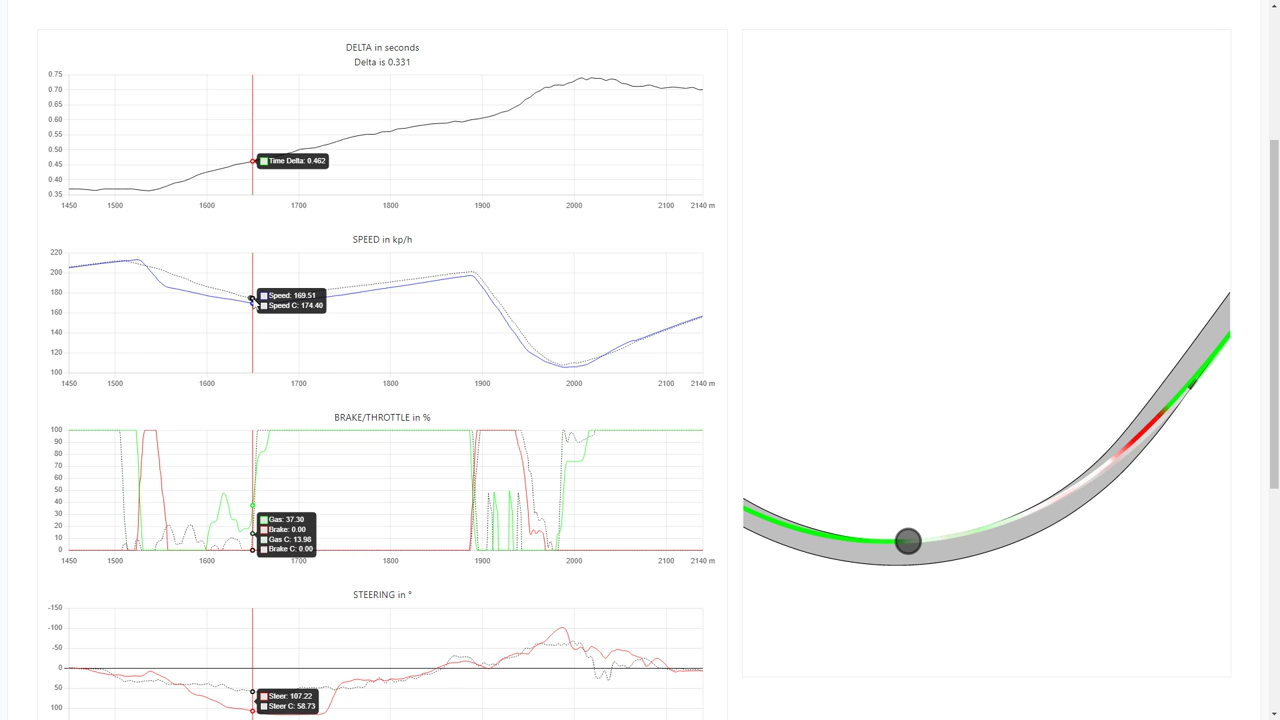 DELTA in seconds
Delta is 0.331
0.75
0.70
0.65
0.60
0.55
0.50
0.45
0.40
0.35
Time Delta: 0.462
1450 1500 1600 1700 1800 1900 2000 2100 2140 m
SPEED in kp/h
220
200
180
160
140
120
100
Speed: 169.51
Speed C: 174.40
1450 1500 1600 1700 1800 1900 2000 2100 2140 m
BRAKE/THROTTLE in %
100
90
80
70
60
50
40
30
20
10
0
Gas: 37.30
Brake: 0.00
Gas C: 13.98
Brake C: 0.00
1450 1500 1600 1700 1800 1900 2000 2100 2140 m
STEERING in °
-150
-100
-50
0
50
100
Steer: 107.22
Steer C: 58.73